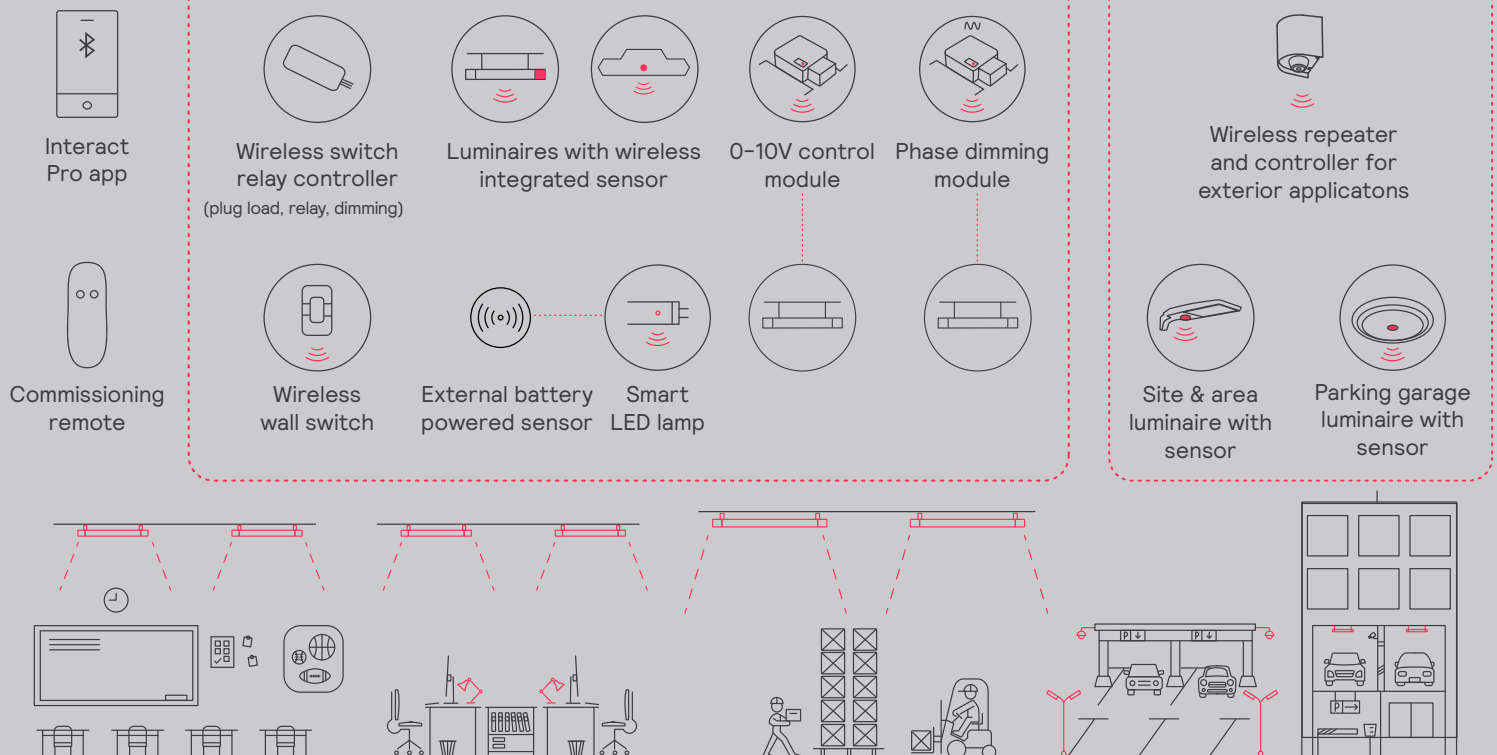 Interact
Pro app
Wireless switch
relay controller
(plug load, relay, dimming)
Luminaires with wireless
integrated sensor
0-10V control
module
Phase dimming
module
Wireless repeater
and controller for
exterior applicatons
Commissioning
remote
Wireless
wall switch
External battery
powered sensor
Smart
LED lamp
Site & area
luminaire with
sensor
Parking garage
luminaire with
sensor
P
P
P